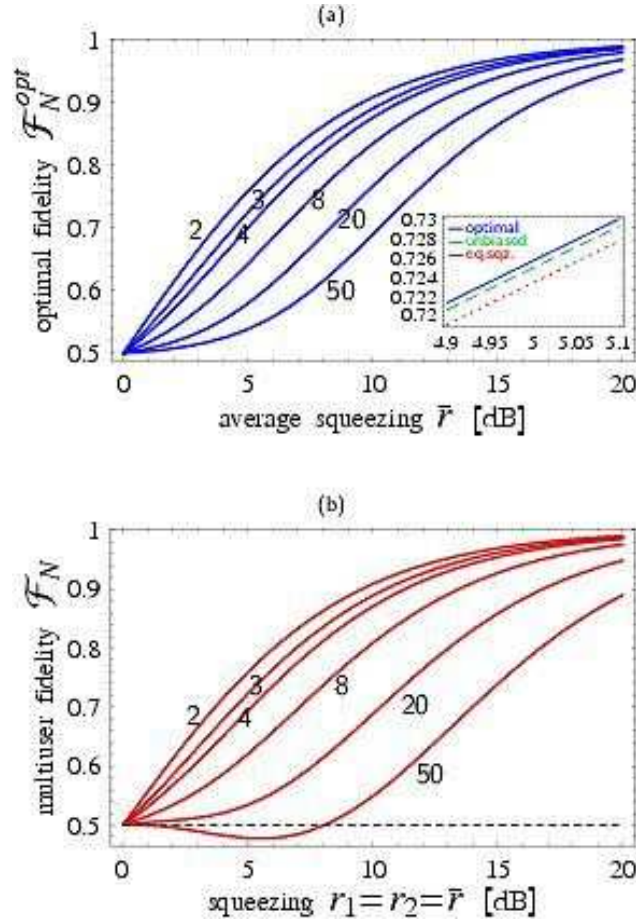 (a)
optimal fidelity ℱ_N^opt
1
0.9
0.8
0.7
0.6
0.5
2
3
4
8
20
50
0.73
0.728
0.726
0.724
0.722
0.72
optimal
unbiased
eq.sqz.
4.9 4.95 5 5.05 5.1
0 5 10 15 20
average squeezing r̄ [dB]
(b)
multiuser fidelity ℱ_N
1
0.9
0.8
0.7
0.6
0.5
2
3
4
8
20
50
0 5 10 15 20
squeezing r₁=r₂=r̄ [dB]